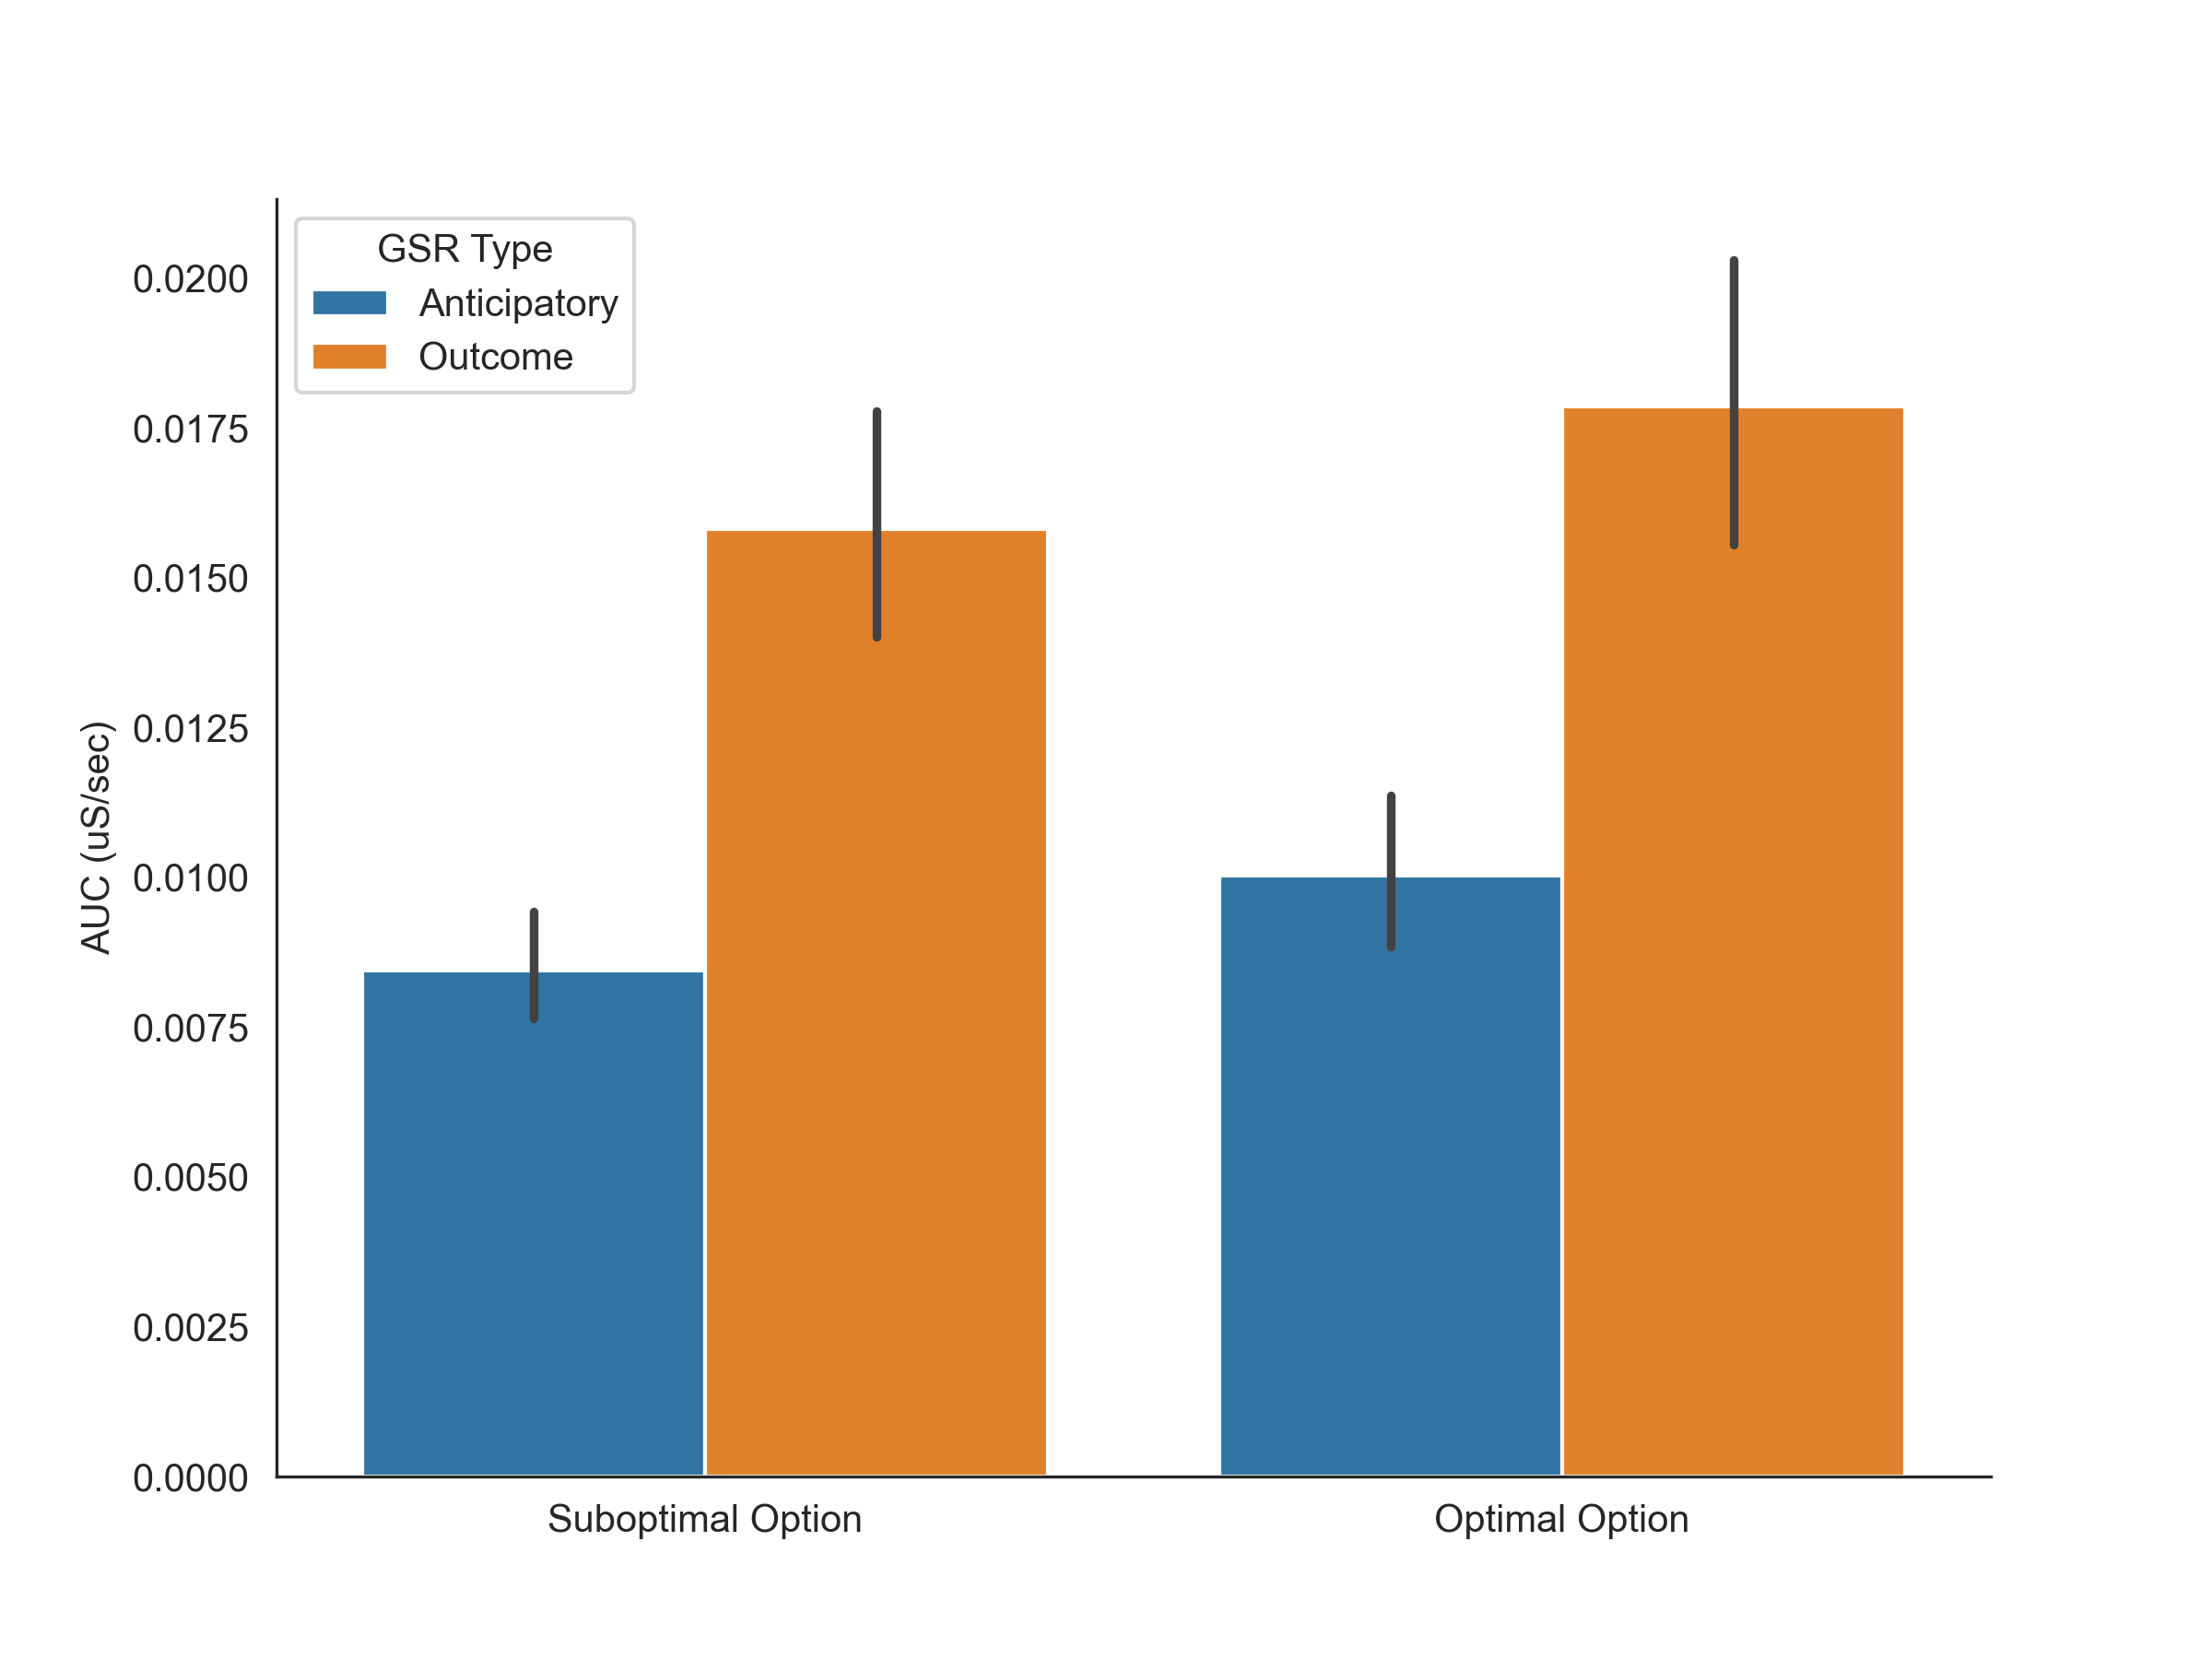 GSR Type
Anticipatory
Outcome
0.0200
0.0175
0.0150
0.0125
0.0100
0.0075
0.0050
0.0025
0.0000
AUC (uS/sec)
Suboptimal Option
Optimal Option